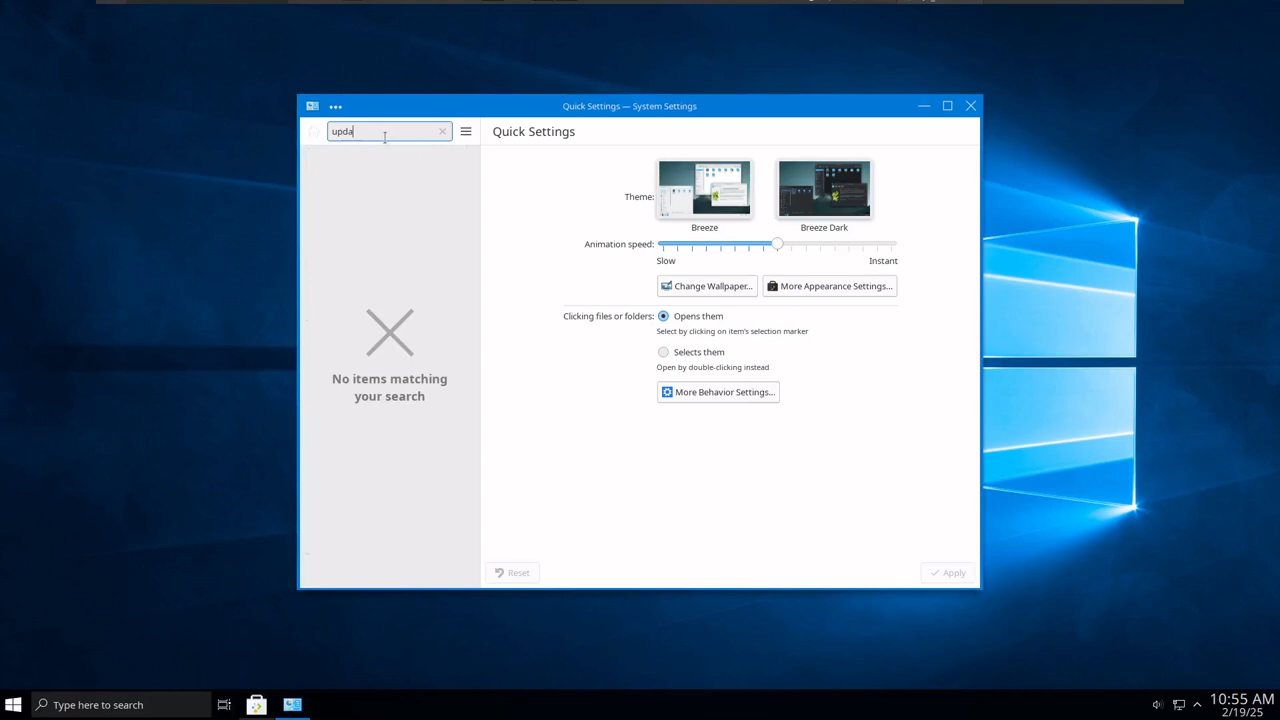 Quick Settings — System Settings
upda
Quick Settings
Theme:
Breeze
Breeze Dark
Animation speed:
Slow
Instant
Change Wallpaper...
More Appearance Settings...
Clicking files or folders:
Opens them
Select by clicking on item's selection marker
Selects them
Open by double-clicking instead
More Behavior Settings...
No items matching
your search
Reset
Apply
Type here to search
10:55 AM
2/19/25